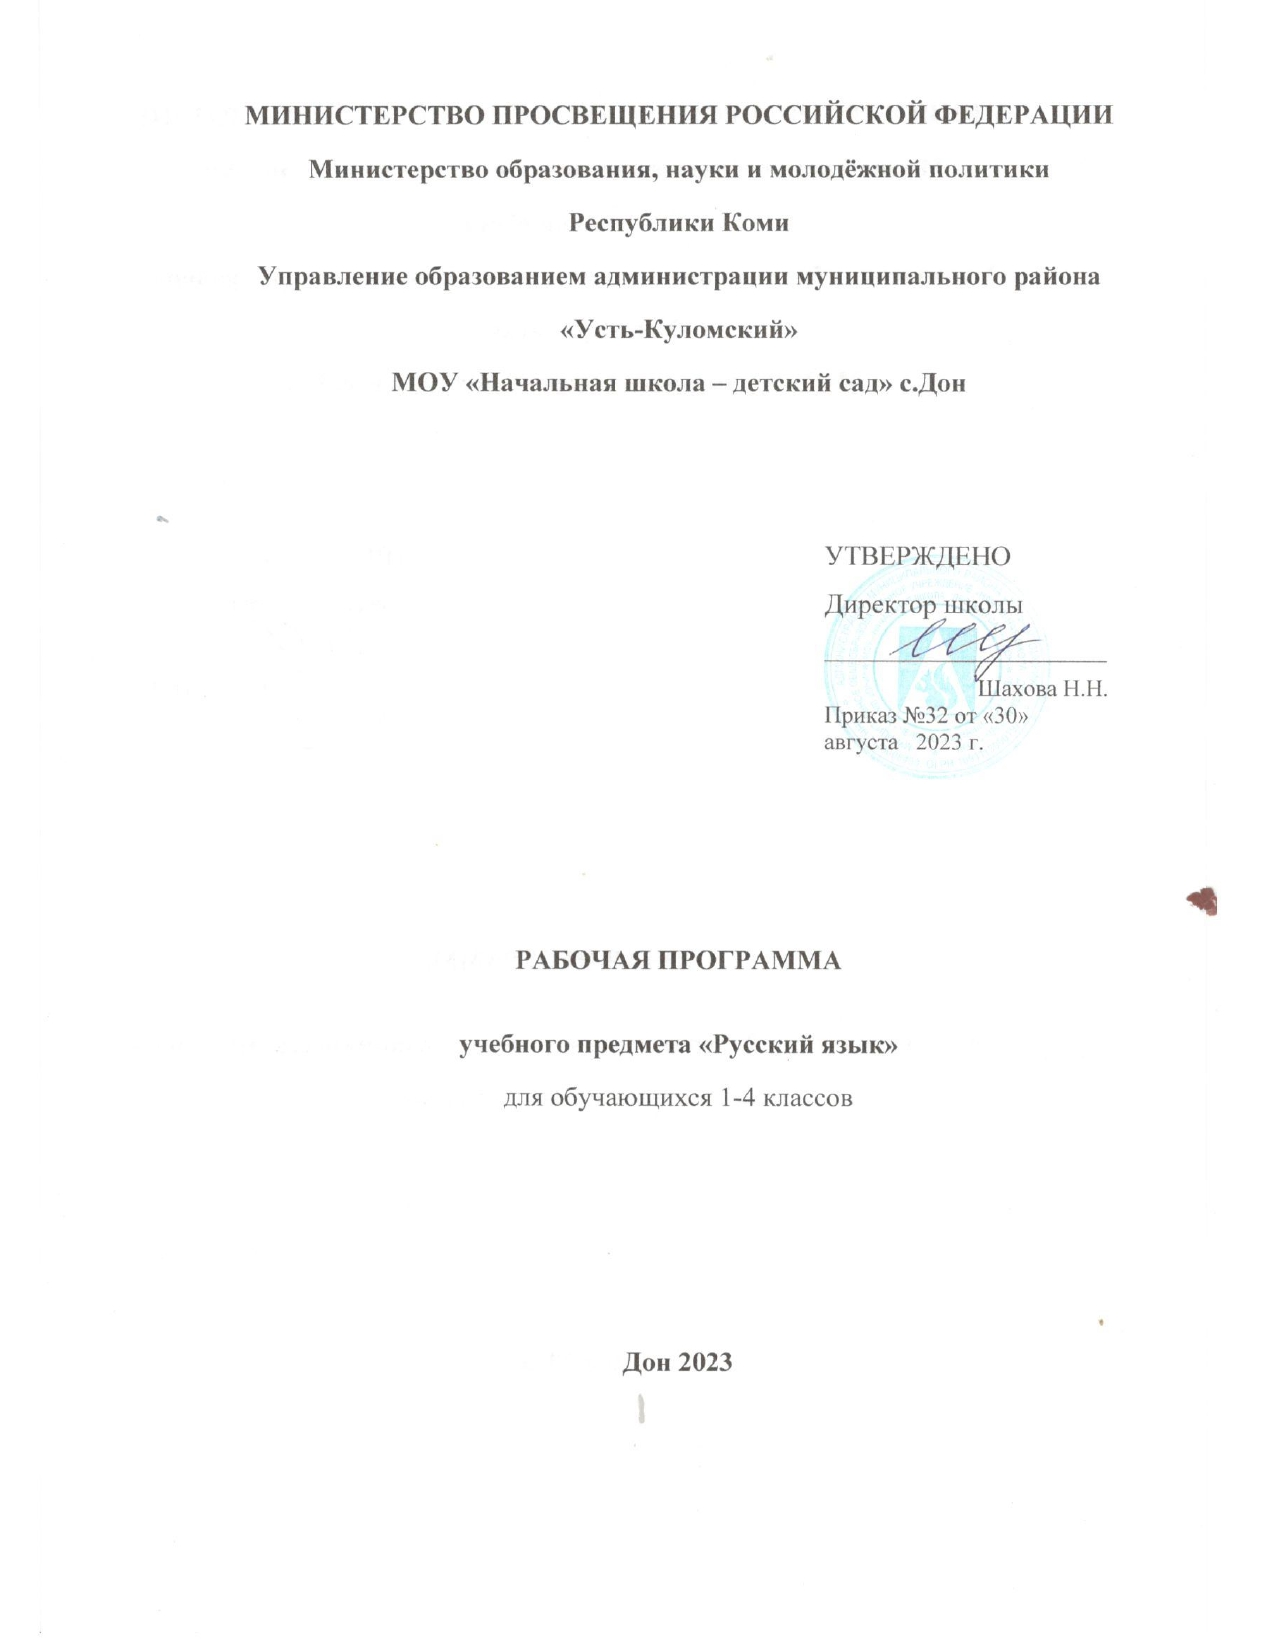 МИНИСТЕРСТВО ПРОСВЕЩЕНИЯ РОССИЙСКОЙ ФЕДЕРАЦИИ
Министерство образования, науки и молодёжной политики
Республики Коми
Управление образованием администрации муниципального района
«Усть-Куломский»
МОУ «Начальная школа – детский сад» с.Дон
УТВЕРЖДЕНО
Директор школы
Шахова Н.Н.
Приказ №32 от «30»
августа 2023 г.
РАБОЧАЯ ПРОГРАММА
учебного предмета «Русский язык»
для обучающихся 1-4 классов
Дон 2023